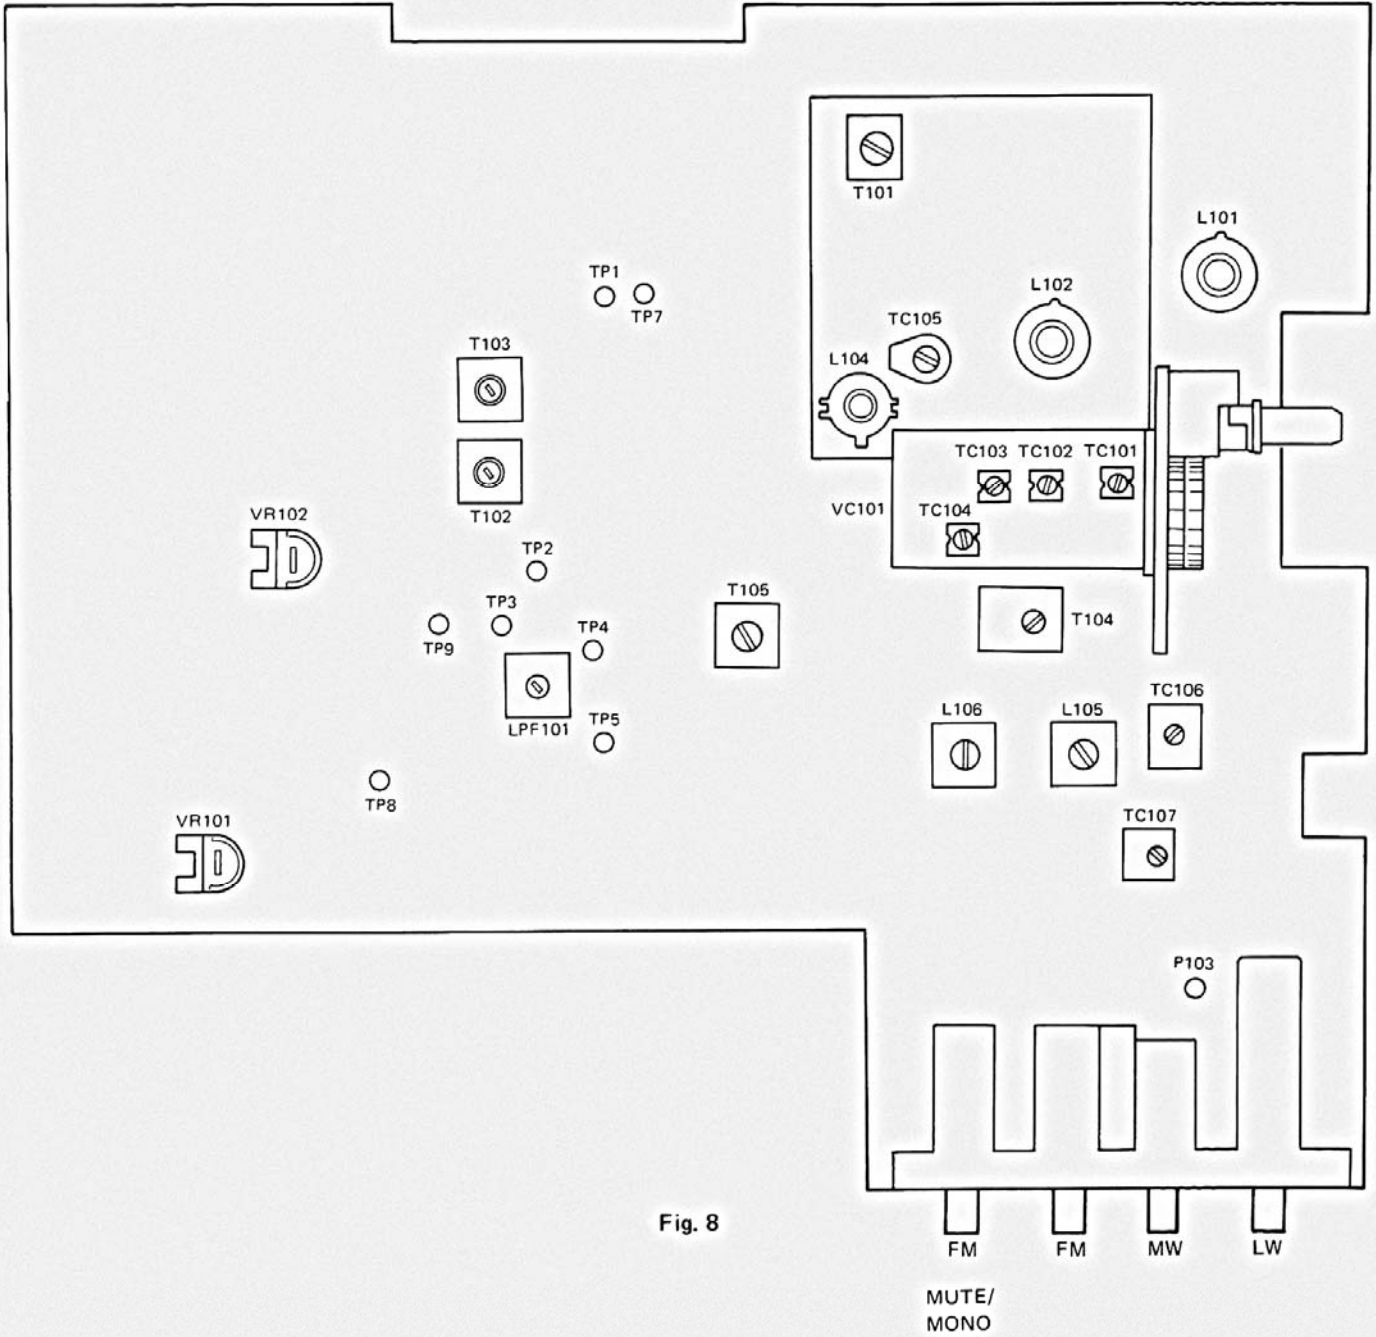 T101
L101
TP1
TP7
L102
TC105
T103
L104
TC103
TC102
TC101
VC101
TC104
T102
VR102
TP2
T105
TP3
TP9
TP4
T104
LPF101
TP5
L106
L105
TC106
TP8
VR101
TC107
P103
Fig. 8
FM
FM
MW
LW
MUTE/
MONO